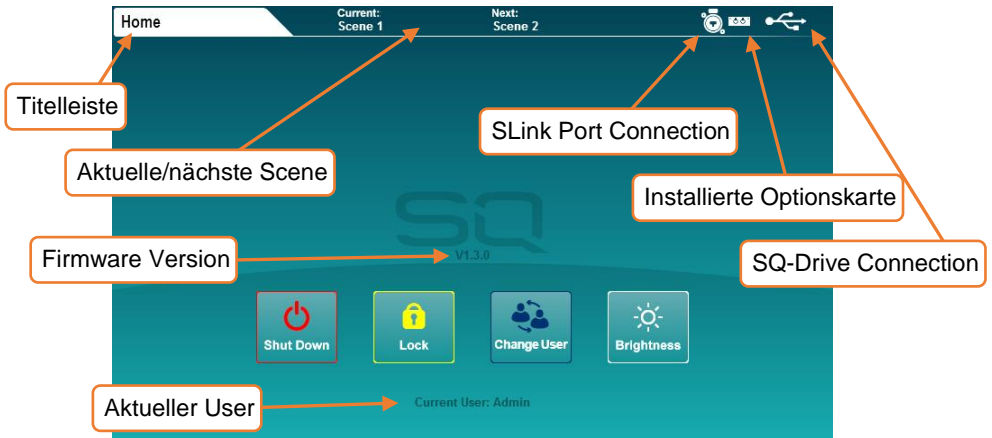 Home
Current:
Scene 1
Next:
Scene 2
Titelleiste
SLink Port Connection
Aktuelle/nächste Scene
Installierte Optionskarte
SQ
Firmware Version
V1.3.0
SQ-Drive Connection
Shut Down
Lock
Change User
Brightness
Aktueller User
Current User: Admin